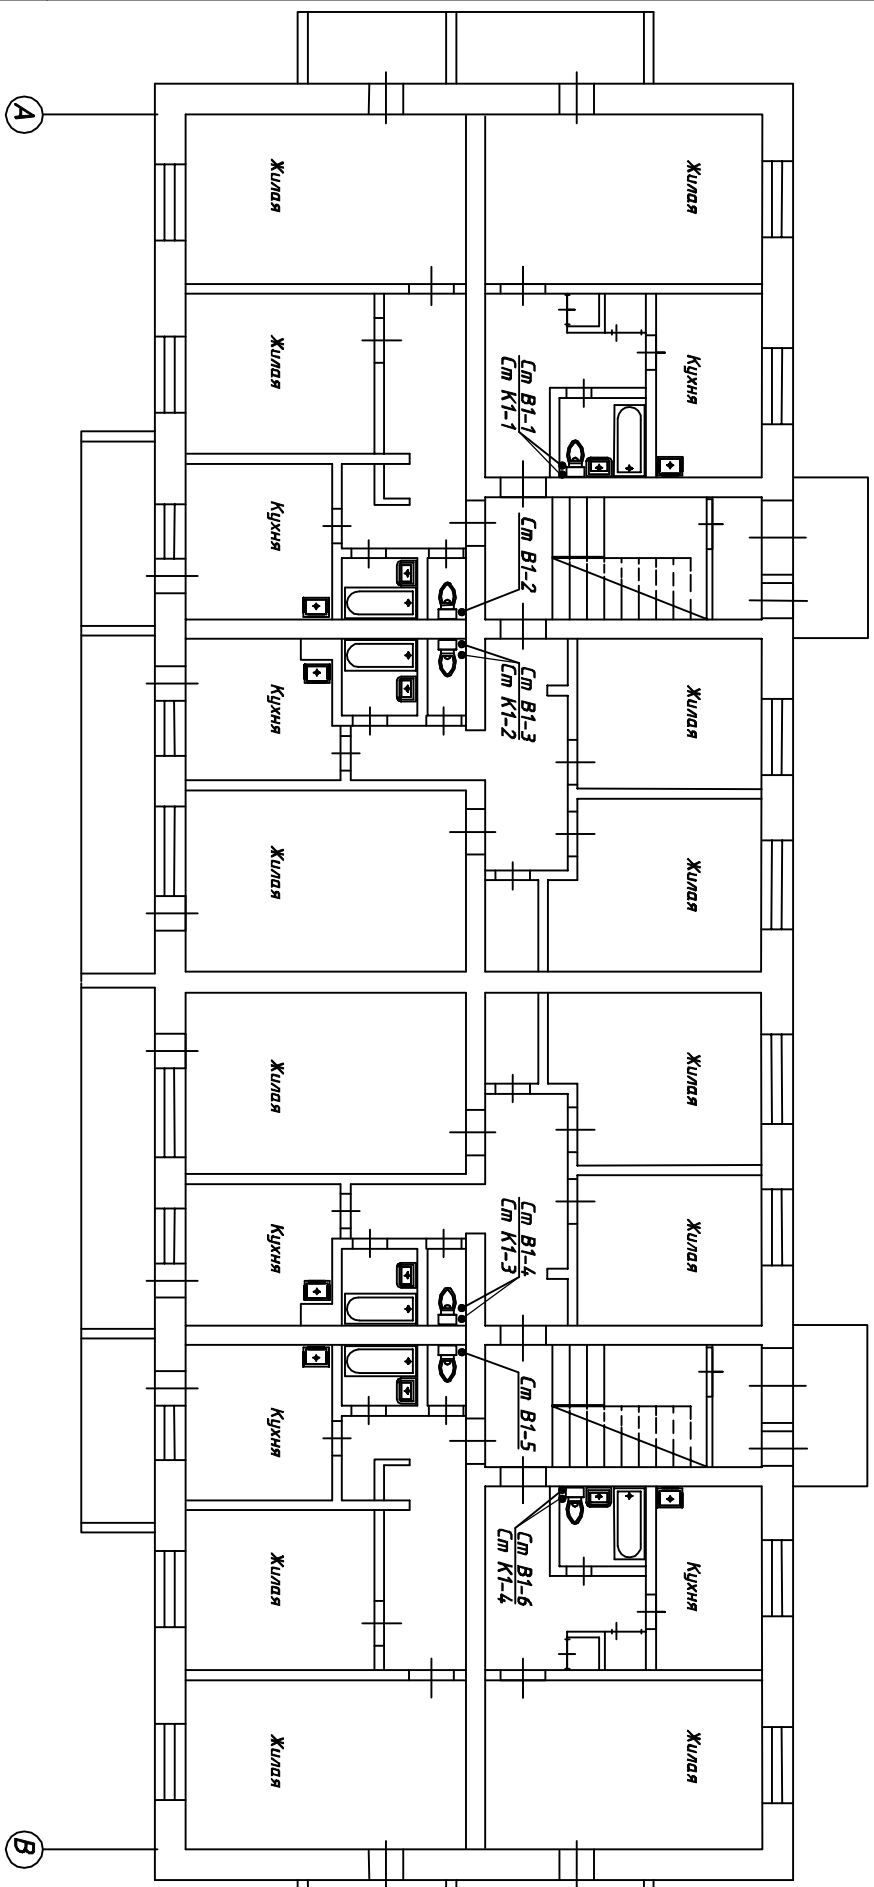 А
Жилая
Жилая
Жилая
Кухня
Ст В1-1
Ст К1-1
Кухня
Ст В1-2
Ст В1-3
Ст К1-2
Кухня
Жилая
Жилая
Жилая
Жилая
Жилая
Ст В1-4
Ст К1-3
Кухня
Жилая
Ст В1-5
Кухня
Ст В1-6
Ст К1-4
Жилая
Кухня
Жилая
Жилая
В